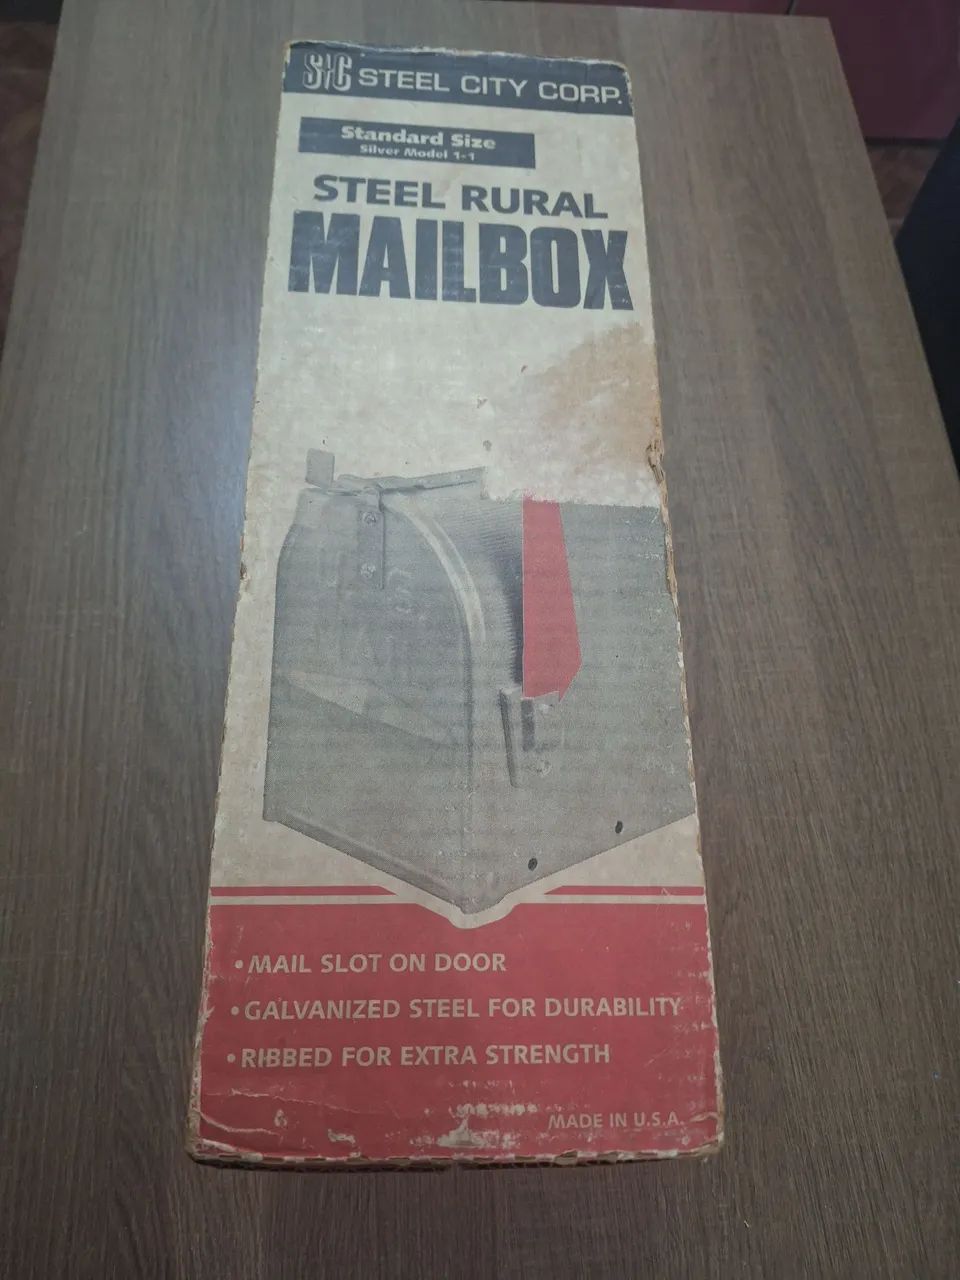 S+C STEEL CITY CORP.
Standard Size
Silver Model 1-1
STEEL RURAL
MAILBOX
• MAIL SLOT ON DOOR
• GALVANIZED STEEL FOR DURABILITY
• RIBBED FOR EXTRA STRENGTH
MADE IN U.S.A.